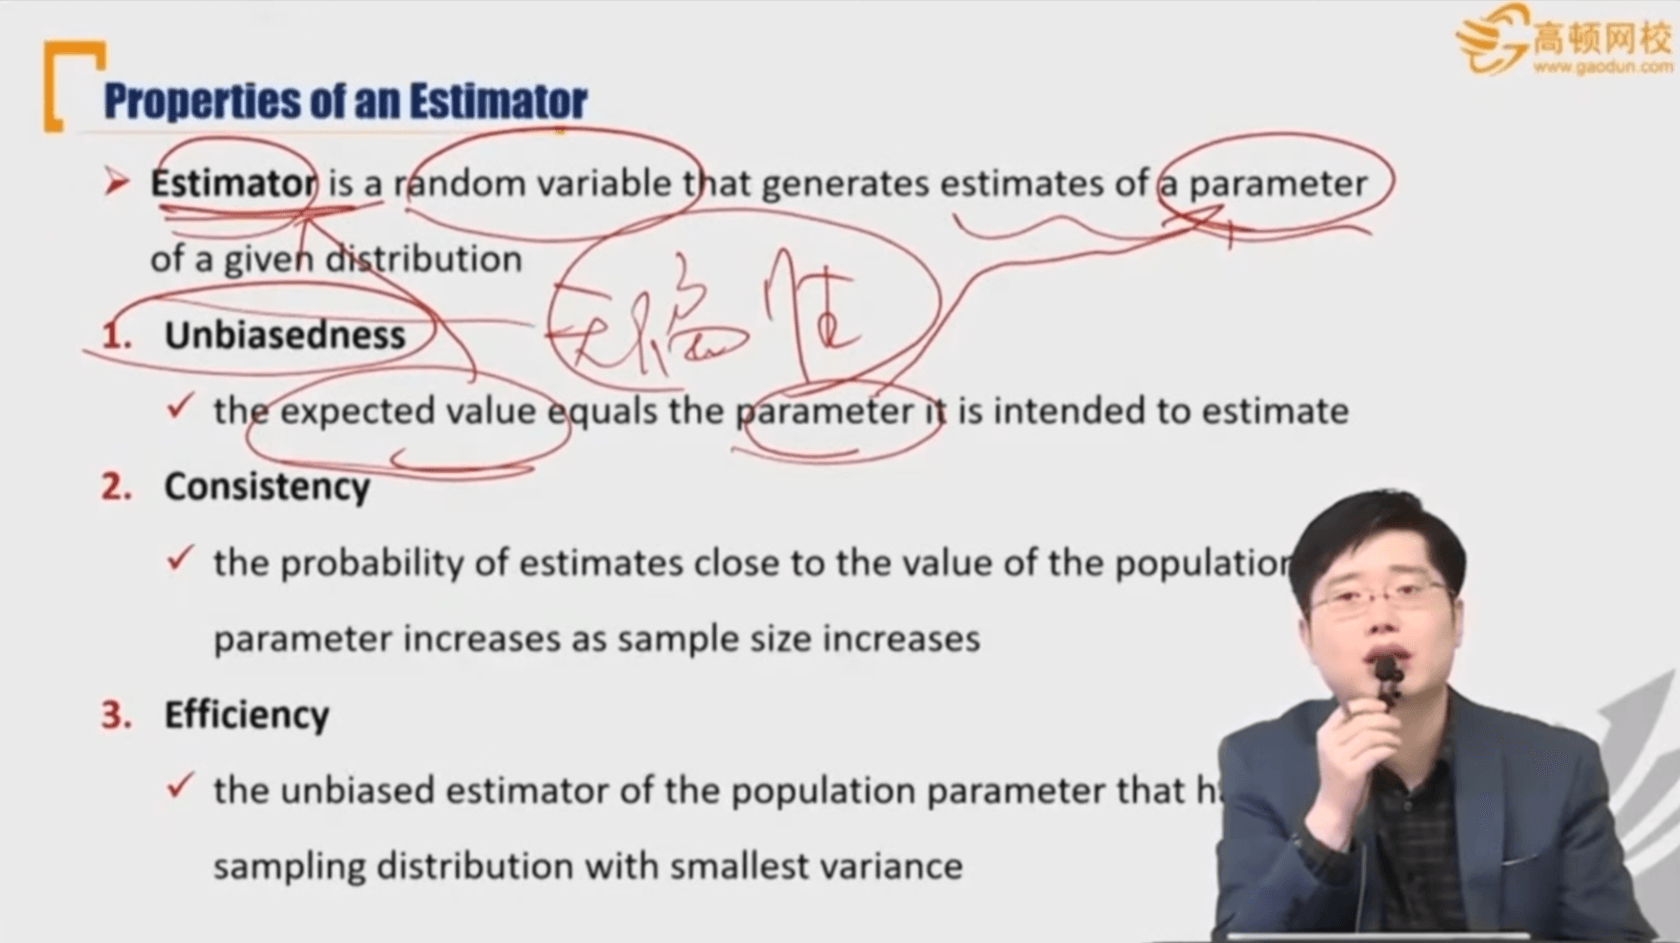 高顿网校
www.gaodun.com
Properties of an Estimator
Estimator is a random variable that generates estimates of a parameter
of a given distribution
无偏性
1. Unbiasedness
the expected value equals the parameter it is intended to estimate
2. Consistency
the probability of estimates close to the value of the population
parameter increases as sample size increases
3. Efficiency
the unbiased estimator of the population parameter that
sampling distribution with smallest variance